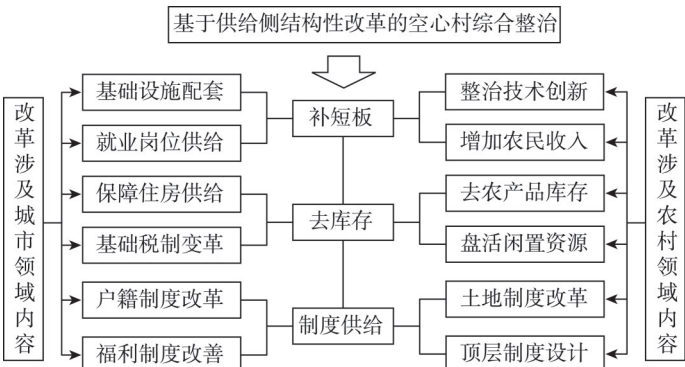 基于供给侧结构性改革的空心村综合整治
改革涉及城市领域内容
基础设施配套
就业岗位供给
保障住房供给
基础税制变革
户籍制度改革
福利制度改善
补短板
去库存
制度供给
整治技术创新
增加农民收入
去农产品库存
盘活闲置资源
土地制度改革
顶层制度设计
改革涉及农村领域内容